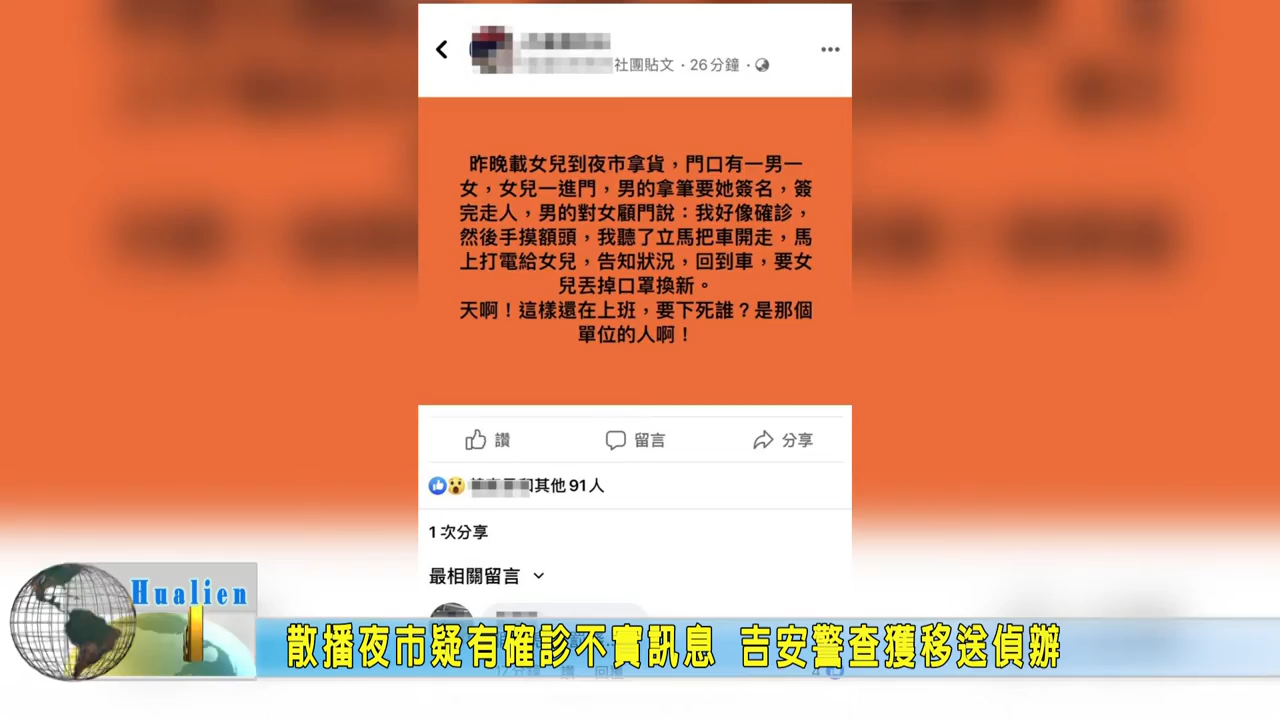 社團貼文 · 26分鐘 ·
昨晚載女兒到夜市拿貨，門口有一男一
女，女兒一進門，男的拿筆要她簽名，簽
完走人，男的對女顧門說：我好像確診，
然後手摸額頭，我聽了立馬把車開走，馬
上打電給女兒，告知狀況，回到車，要女
兒丟掉口罩換新。
天啊！這樣還在上班，要下死誰？是那個
單位的人啊！
讚 留言 分享
和其他91人
1次分享
最相關留言
Hualien
1
散播夜市疑有確診不實訊息 吉安警查獲移送偵辦